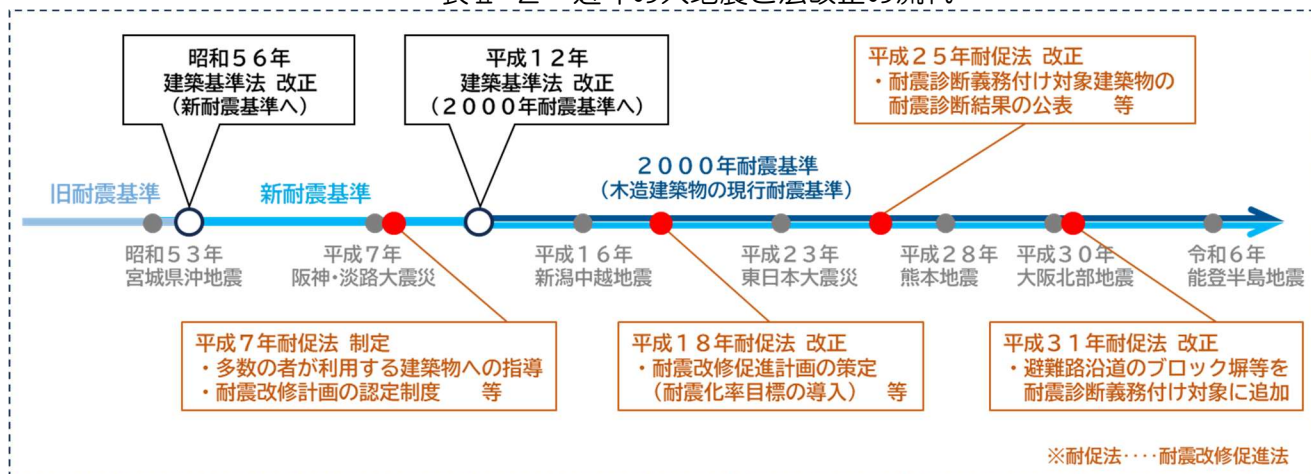 昭和５６年
建築基準法 改正
（新耐震基準へ）
平成１２年
建築基準法 改正
（２０００年耐震基準へ）
平成２５年耐促法 改正
・耐震診断義務付け対象建築物の
耐震診断結果の公表　　等
旧耐震基準
新耐震基準
２０００年耐震基準
（木造建築物の現行耐震基準）
昭和５３年
宮城県沖地震
平成７年
阪神・淡路大震災
平成１６年
新潟中越地震
平成２３年
東日本大震災
平成２８年
熊本地震
平成３０年
大阪北部地震
令和６年
能登半島地震
平成７年耐促法 制定
・多数の者が利用する建築物への指導
・耐震改修計画の認定制度　　等
平成１８年耐促法 改正
・耐震改修促進計画の策定
（耐震化率目標の導入）　等
平成３１年耐促法 改正
・避難路沿道のブロック塀等を
耐震診断義務付け対象に追加
※耐促法‥‥耐震改修促進法